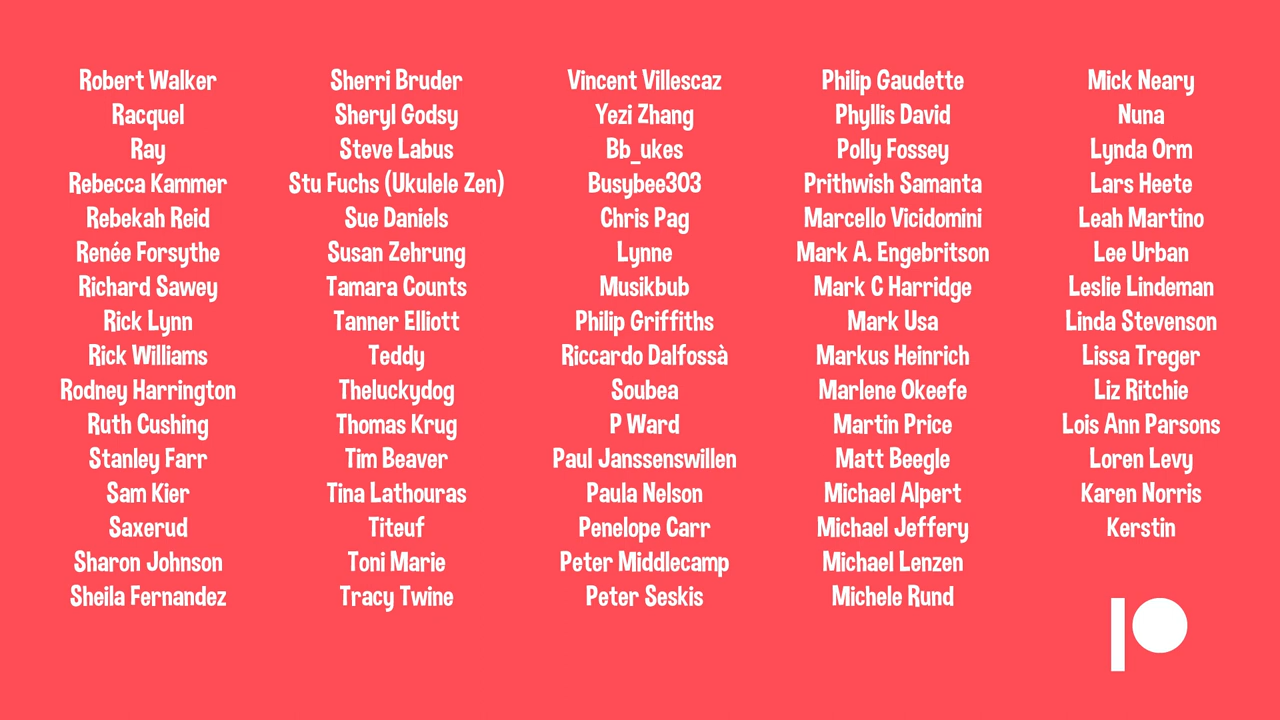 Robert Walker
Racquel
Ray
Rebecca Kammer
Rebekah Reid
Renée Forsythe
Richard Sawey
Rick Lynn
Rick Williams
Rodney Harrington
Ruth Cushing
Stanley Farr
Sam Kier
Saxerud
Sharon Johnson
Sheila Fernandez
Sherri Bruder
Sheryl Godsy
Steve Labus
Stu Fuchs (Ukulele Zen)
Sue Daniels
Susan Zehrung
Tamara Counts
Tanner Elliott
Teddy
Theluckydog
Thomas Krug
Tim Beaver
Tina Lathouras
Titeuf
Toni Marie
Tracy Twine
Vincent Villescaz
Yezi Zhang
Bb_ukes
Busybee303
Chris Pag
Lynne
Musikbub
Philip Griffiths
Riccardo Dalfossà
Soubea
P Ward
Paul Janssenswillen
Paula Nelson
Penelope Carr
Peter Middlecamp
Peter Seskis
Philip Gaudette
Phyllis David
Polly Fossey
Prithwish Samanta
Marcello Vicidomini
Mark A. Engebritson
Mark C Harridge
Mark Usa
Markus Heinrich
Marlene Okeefe
Martin Price
Matt Beegle
Michael Alpert
Michael Jeffery
Michael Lenzen
Michele Rund
Mick Neary
Nuna
Lynda Orm
Lars Heete
Leah Martino
Lee Urban
Leslie Lindeman
Linda Stevenson
Lissa Treger
Liz Ritchie
Lois Ann Parsons
Loren Levy
Karen Norris
Kerstin